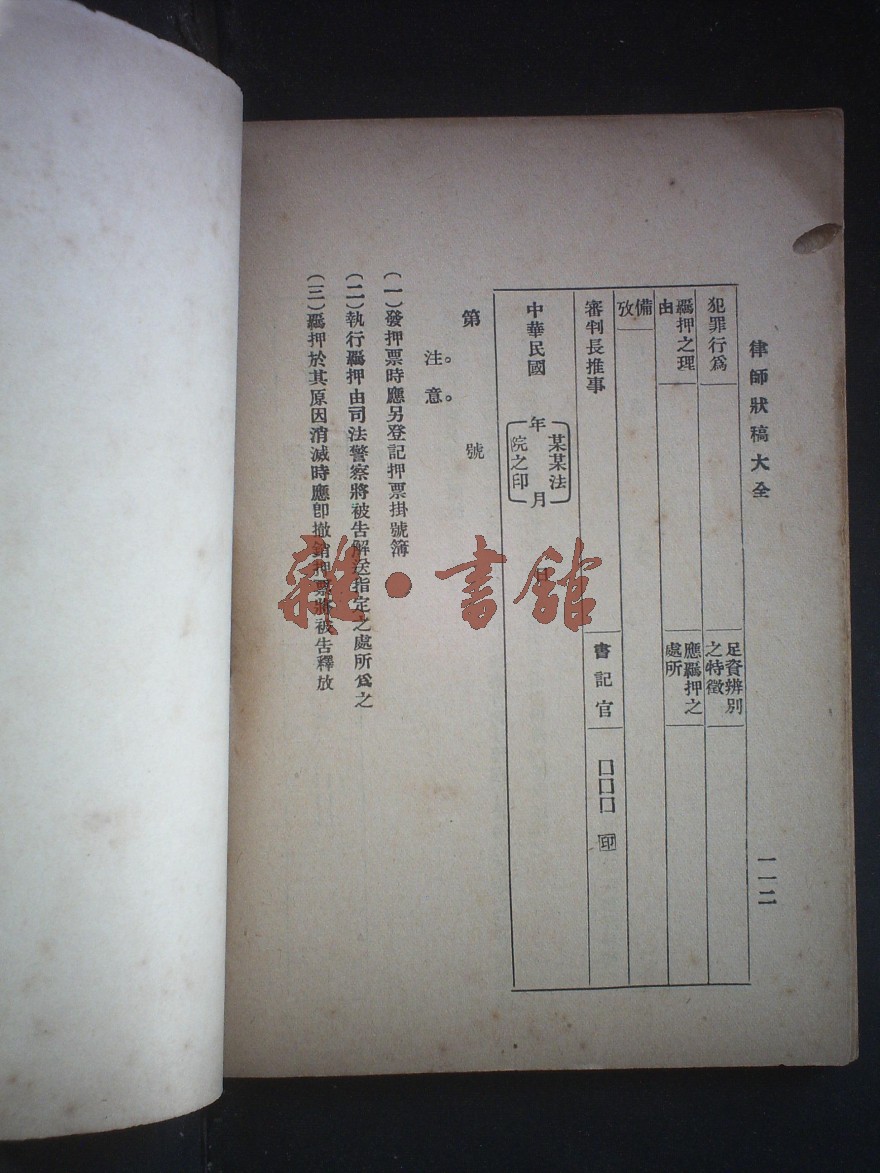 律師狀稿大全
一一二
犯罪行為
足資辨別
之特徵
羈押之理
由
應羈押之
處所
備
攷
審判長推事
書記官 □□□ 印
中華民國 年 月 日
某某法
院之印
第 號
注。意。
(一)發押票時應另登記押票掛號簿
(二)執行羈押由司法警察將被告解送指定之處所為之
(三)羈押於其原因消滅時應即撤銷押票將被告釋放
雜·書館